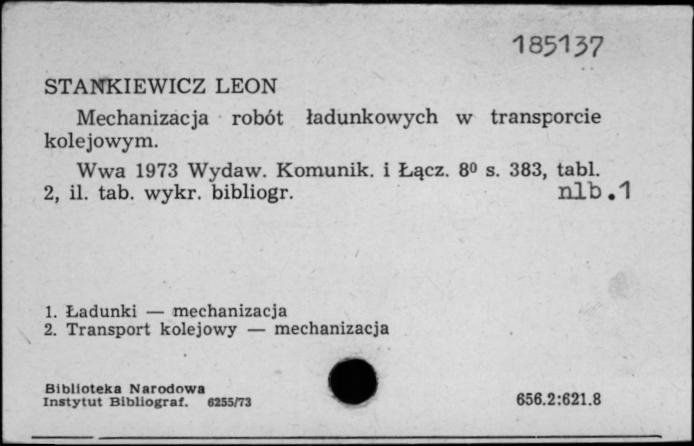 185137
STANKIEWICZ LEON
Mechanizacja robót ładunkowych w transporcie
kolejowym.
Wwa 1973 Wydaw. Komunik. i Łącz. 8⁰ s. 383, tabl.
2, il. tab. wykr. bibliogr. nlb.1
1. Ładunki — mechanizacja
2. Transport kolejowy — mechanizacja
Biblioteka Narodowa
Instytut Bibliograf. 6255/73 656.2:621.8